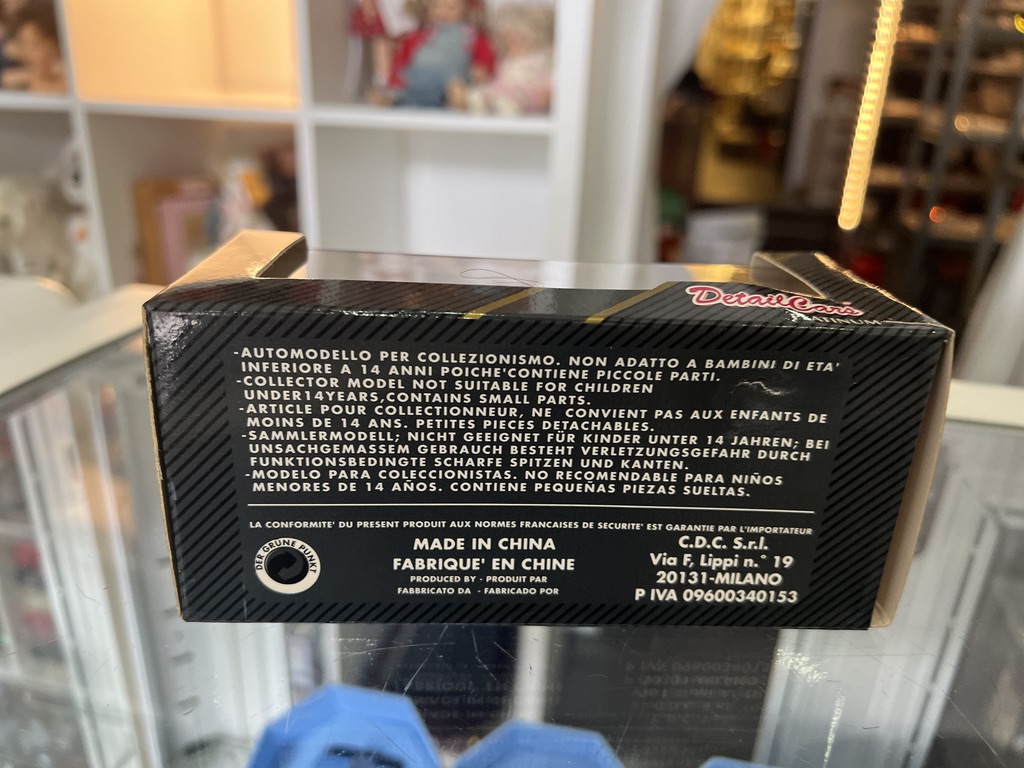 DetailCars
PLATINUM
-AUTOMODELLO PER COLLEZIONISMO. NON ADATTO A BAMBINI DI ETA'
INFERIORE A 14 ANNI POICHE'CONTIENE PICCOLE PARTI.
-COLLECTOR MODEL NOT SUITABLE FOR CHILDREN
UNDER14YEARS,CONTAINS SMALL PARTS.
-ARTICLE POUR COLLECTIONNEUR, NE CONVIENT PAS AUX ENFANTS DE
MOINS DE 14 ANS. PETITES PIECES DETACHABLES.
-SAMMLERMODELL; NICHT GEEIGNET FÜR KINDER UNTER 14 JAHREN; BEI
UNSACHGEMASSEM GEBRAUCH BESTEHT VERLETZUNGSGEFAHR DURCH
FUNKTIONSBEDINGTE SCHARFE SPITZEN UND KANTEN.
-MODELO PARA COLECCIONISTAS. NO RECOMENDABLE PARA NIÑOS
MENORES DE 14 AÑOS. CONTIENE PEQUEÑAS PIEZAS SUELTAS.
LA CONFORMITE' DU PRESENT PRODUIT AUX NORMES FRANCAISES DE SECURITE' EST GARANTIE PAR L'IMPORTATEUR
DER GRÜNE PUNKT
MADE IN CHINA
FABRIQUE' EN CHINE
PRODUCED BY - PRODUIT PAR
FABBRICATO DA - FABRICADO POR
C.D.C. S.r.l.
Via F, Lippi n.° 19
20131-MILANO
P IVA 09600340153